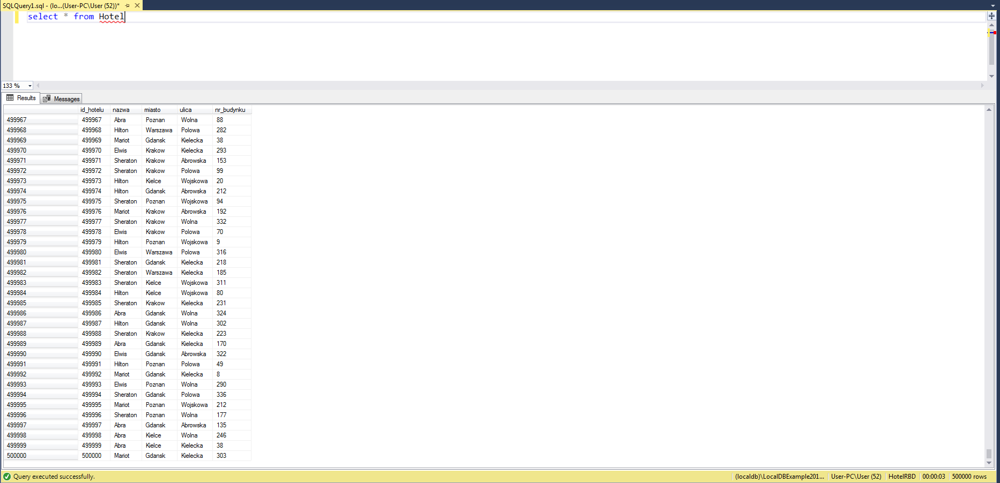 SQLQuery1.sql - (lo...(User-PC\User (52))*
select * from Hotel
133 %
Results Messages
id_hotelu nazwa miasto ulica nr_budynku
499967 499967 Abra Poznan Wolna 88
499968 499968 Hilton Warszawa Polowa 282
499969 499969 Mariot Gdansk Kielecka 38
499970 499970 Elwis Krakow Kielecka 293
499971 499971 Sheraton Krakow Abrowska 153
499972 499972 Sheraton Krakow Polowa 99
499973 499973 Hilton Kielce Wojskowa 20
499974 499974 Hilton Gdansk Abrowska 212
499975 499975 Sheraton Poznan Wojskowa 94
499976 499976 Mariot Krakow Abrowska 192
499977 499977 Sheraton Krakow Wolna 332
499978 499978 Elwis Krakow Polowa 70
499979 499979 Hilton Poznan Wojskowa 9
499980 499980 Elwis Warszawa Polowa 316
499981 499981 Sheraton Gdansk Kielecka 218
499982 499982 Sheraton Warszawa Kielecka 185
499983 499983 Sheraton Kielce Wojskowa 311
499984 499984 Hilton Kielce Wojskowa 80
499985 499985 Sheraton Krakow Kielecka 231
499986 499986 Abra Gdansk Wolna 324
499987 499987 Hilton Gdansk Wolna 302
499988 499988 Sheraton Krakow Kielecka 223
499989 499989 Abra Gdansk Kielecka 170
499990 499990 Elwis Gdansk Abrowska 322
499991 499991 Hilton Poznan Polowa 49
499992 499992 Mariot Gdansk Kielecka 8
499993 499993 Elwis Poznan Wolna 290
499994 499994 Sheraton Gdansk Polowa 336
499995 499995 Mariot Poznan Wojskowa 212
499996 499996 Sheraton Poznan Wolna 177
499997 499997 Abra Gdansk Abrowska 135
499998 499998 Abra Kielce Wolna 246
499999 499999 Abra Kielce Kielecka 38
500000 500000 Mariot Gdansk Kielecka 303
Query executed successfully. (localdb)\LocalDBExample201... User-PC\User (52) HotelRBD 00:00:03 500000 rows